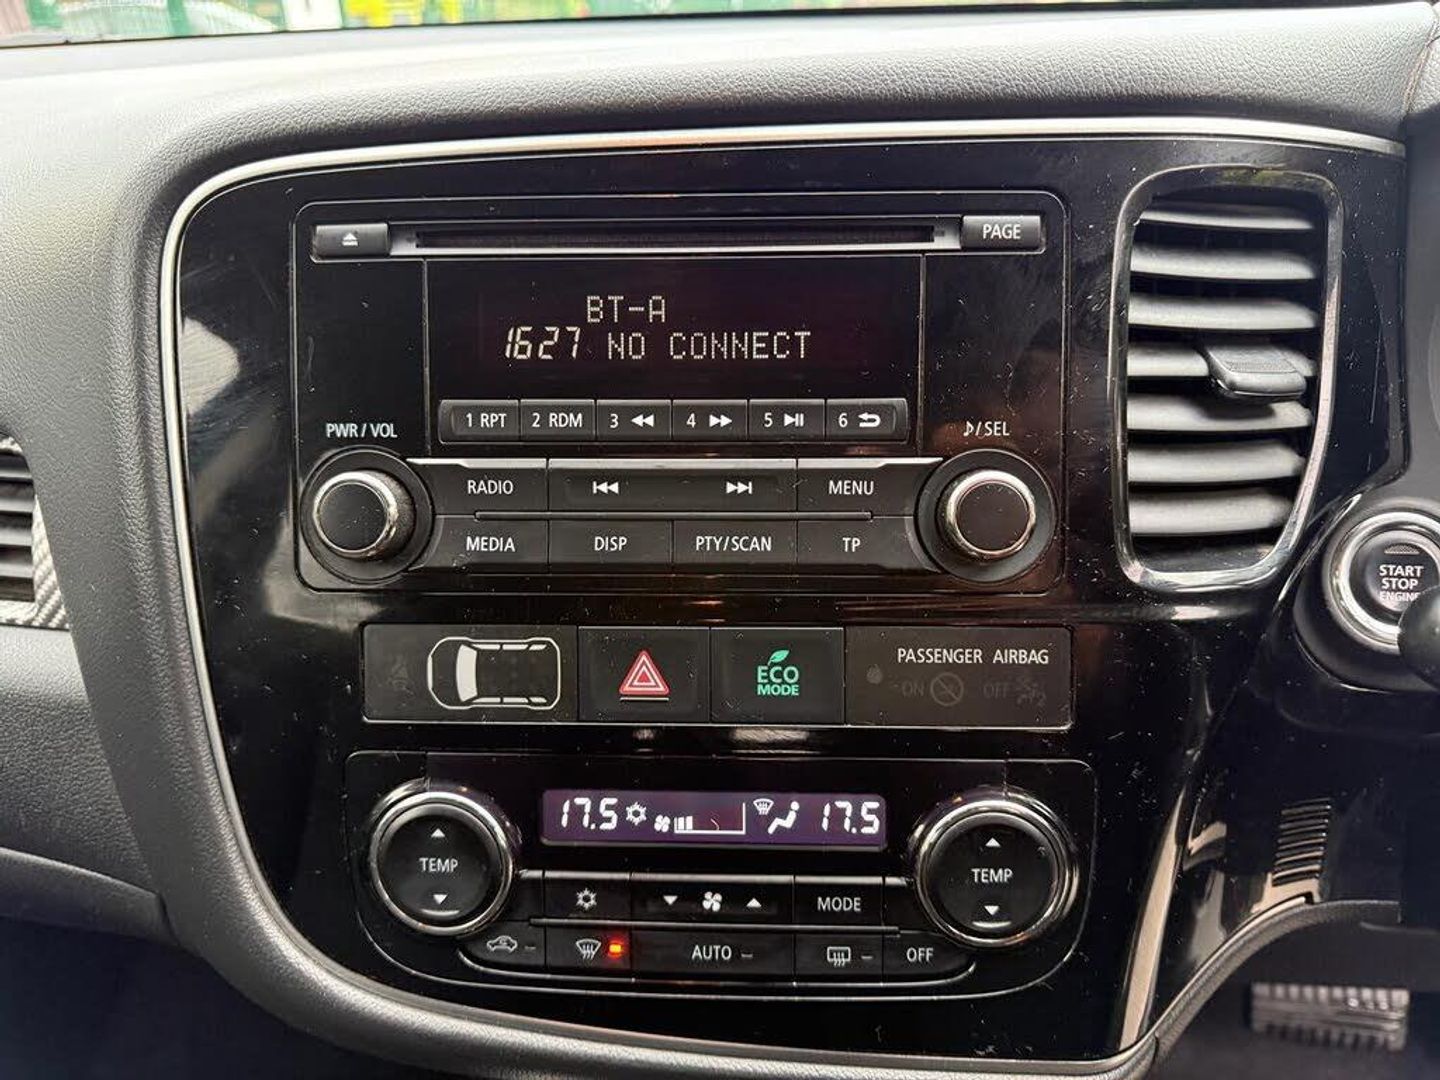 PAGE
BT-A
1627 NO CONNECT
1 RPT 2 RDM 3 4 5 6
PWR / VOL
♪/SEL
RADIO MENU
MEDIA DISP PTY/SCAN TP
START
STOP
ENGINE
PASSENGER AIRBAG
ON OFF
ECO
MODE
17.5 17.5
TEMP
TEMP
MODE
AUTO OFF